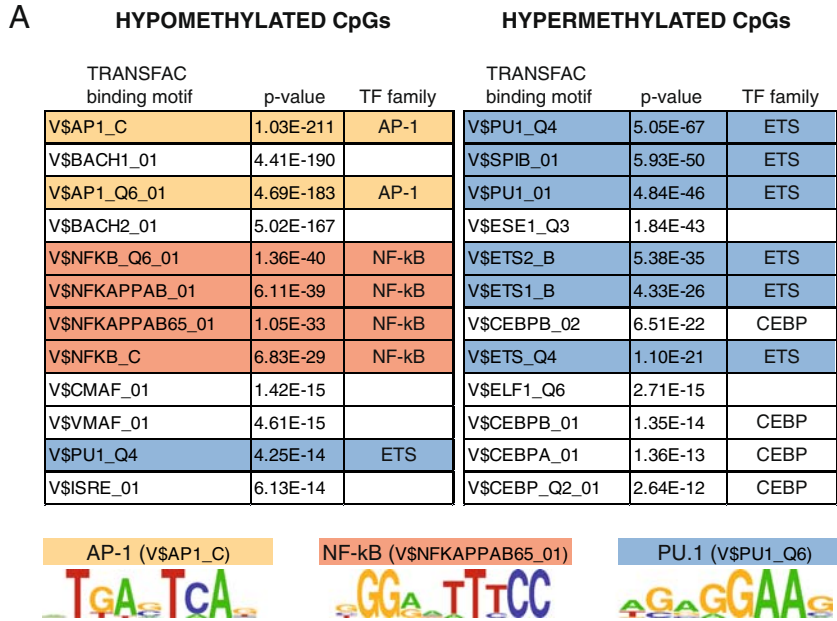 A
HYPOMETHYLATED CpGs HYPERMETHYLATED CpGs
TRANSFAC binding motif p-value TF family
V$AP1_C 1.03E-211 AP-1
V$BACH1_01 4.41E-190
V$AP1_Q6_01 4.69E-183 AP-1
V$BACH2_01 5.02E-167
V$NFKB_Q6_01 1.36E-40 NF-kB
V$NFKAPPAB_01 6.11E-39 NF-kB
V$NFKAPPAB65_01 1.05E-33 NF-kB
V$NFKB_C 6.83E-29 NF-kB
V$CMAF_01 1.42E-15
V$VMAF_01 4.61E-15
V$PU1_Q4 4.25E-14 ETS
V$ISRE_01 6.13E-14
TRANSFAC binding motif p-value TF family
V$PU1_Q4 5.05E-67 ETS
V$SPIB_01 5.93E-50 ETS
V$PU1_01 4.84E-46 ETS
V$ESE1_Q3 1.84E-43
V$ETS2_B 5.38E-35 ETS
V$ETS1_B 4.33E-26 ETS
V$CEBPB_02 6.51E-22 CEBP
V$ETS_Q4 1.10E-21 ETS
V$ELF1_Q6 2.71E-15
V$CEBPB_01 1.35E-14 CEBP
V$CEBPA_01 1.36E-13 CEBP
V$CEBP_Q2_01 2.64E-12 CEBP
AP-1 (V$AP1_C) NF-kB (V$NFKAPPAB65_01) PU.1 (V$PU1_Q6)
TGA TCA GGA TTTCC AGAGGAAG